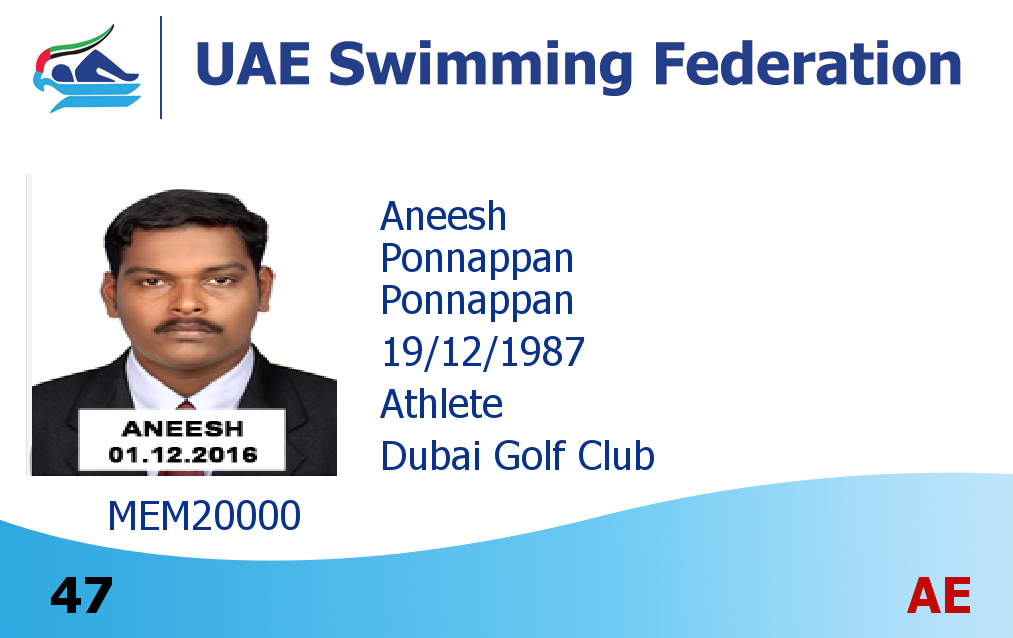 UAE Swimming Federation
Aneesh
Ponnappan
Ponnappan
19/12/1987
Athlete
Dubai Golf Club
ANEESH
01.12.2016
MEM20000
47
AE